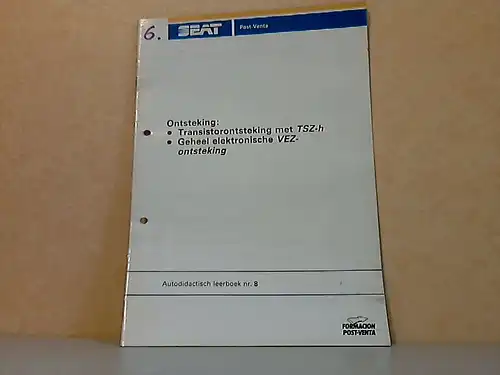 6.
SEAT
Post Venta
Ontsteking:
• Transistorontsteking met TSZ-h
• Geheel elektronische VEZ-
ontsteking
Autodidactisch leerboek nr. 8
FORMACION
POST-VENTA